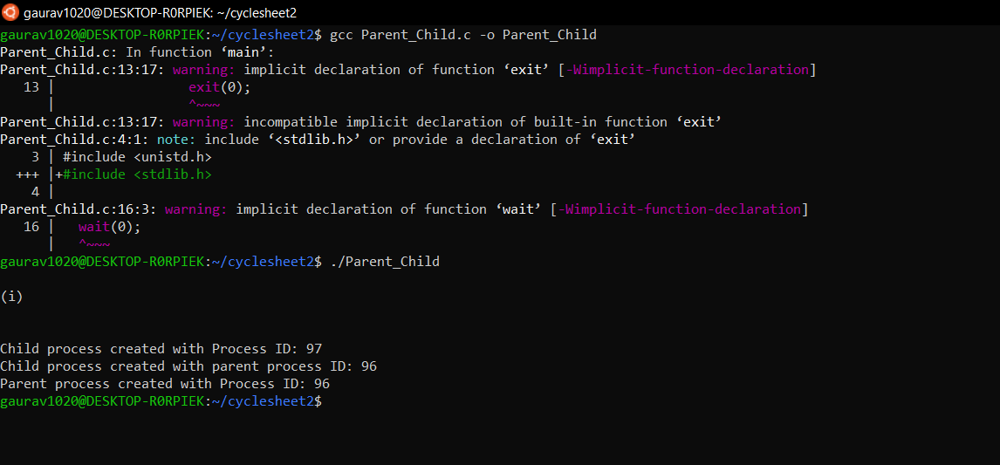 gaurav1020@DESKTOP-R0RPIEK: ~/cyclesheet2
gaurav1020@DESKTOP-R0RPIEK:~/cyclesheet2$ gcc Parent_Child.c -o Parent_Child
Parent_Child.c: In function ‘main’:
Parent_Child.c:13:17: warning: implicit declaration of function ‘exit’ [-Wimplicit-function-declaration]
   13 |                 exit(0);
      |                 ^~~~
Parent_Child.c:13:17: warning: incompatible implicit declaration of built-in function ‘exit’
Parent_Child.c:4:1: note: include ‘<stdlib.h>’ or provide a declaration of ‘exit’
    3 | #include <unistd.h>
  +++ |+#include <stdlib.h>
    4 |
Parent_Child.c:16:3: warning: implicit declaration of function ‘wait’ [-Wimplicit-function-declaration]
   16 |   wait(0);
      |   ^~~~
gaurav1020@DESKTOP-R0RPIEK:~/cyclesheet2$ ./Parent_Child
(i)
Child process created with Process ID: 97
Child process created with parent process ID: 96
Parent process created with Process ID: 96
gaurav1020@DESKTOP-R0RPIEK:~/cyclesheet2$